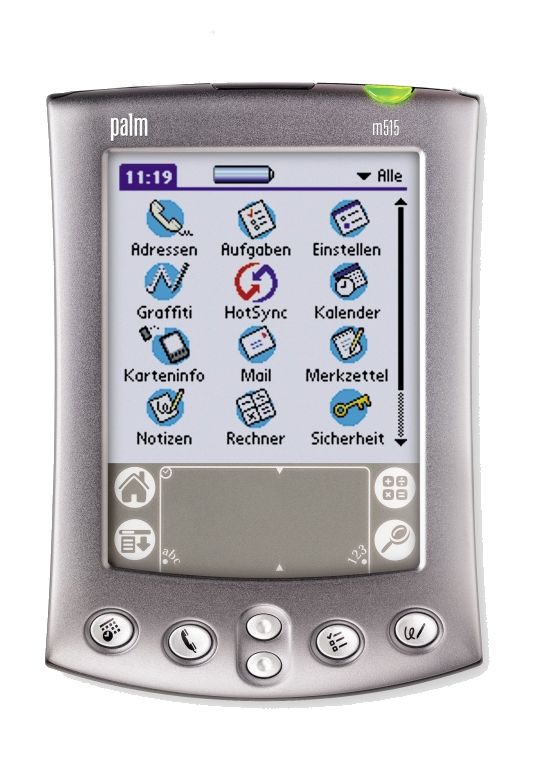 palm
m515
11:19
Alle
Adressen Aufgaben Einstellen
Graffiti HotSync Kalender
Karteninfo Mail Merkzettel
Notizen Rechner Sicherheit
abc 123